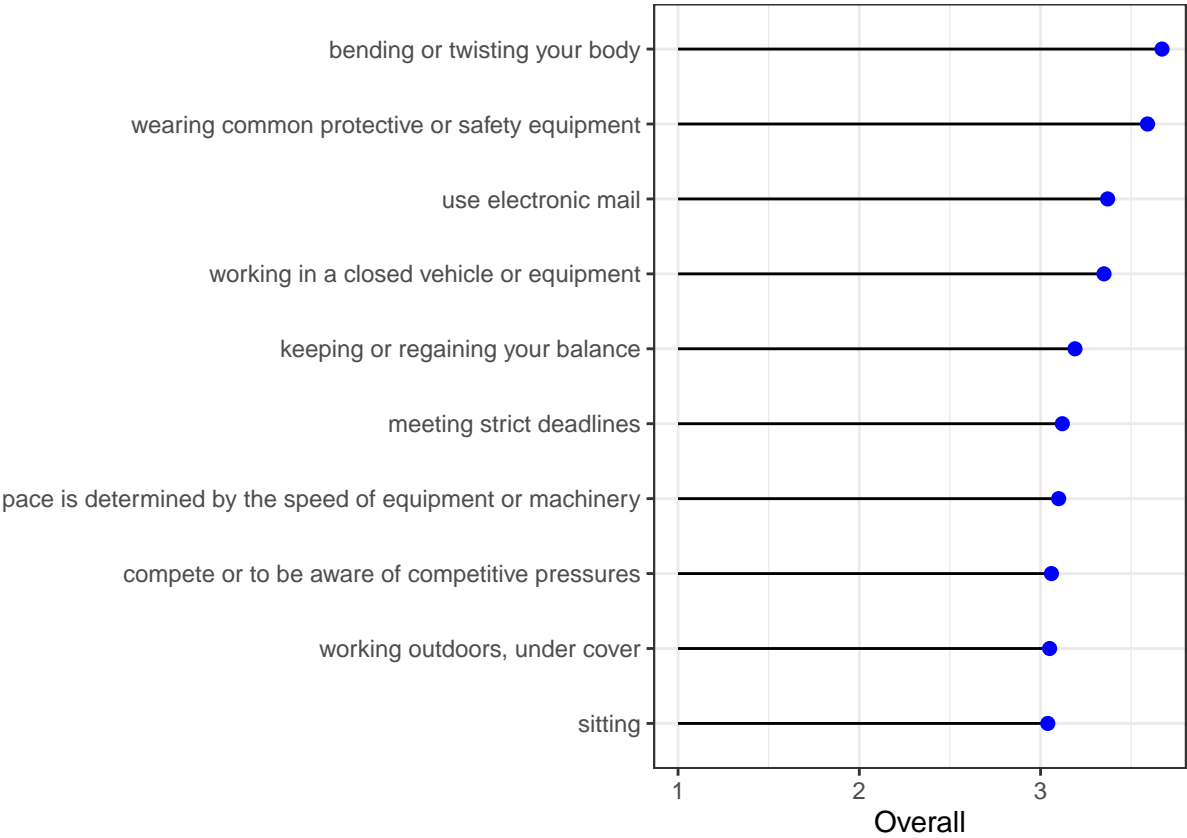 bending or twisting your body
wearing common protective or safety equipment
use electronic mail
working in a closed vehicle or equipment
keeping or regaining your balance
meeting strict deadlines
pace is determined by the speed of equipment or machinery
compete or to be aware of competitive pressures
working outdoors, under cover
sitting
1 2 3
Overall